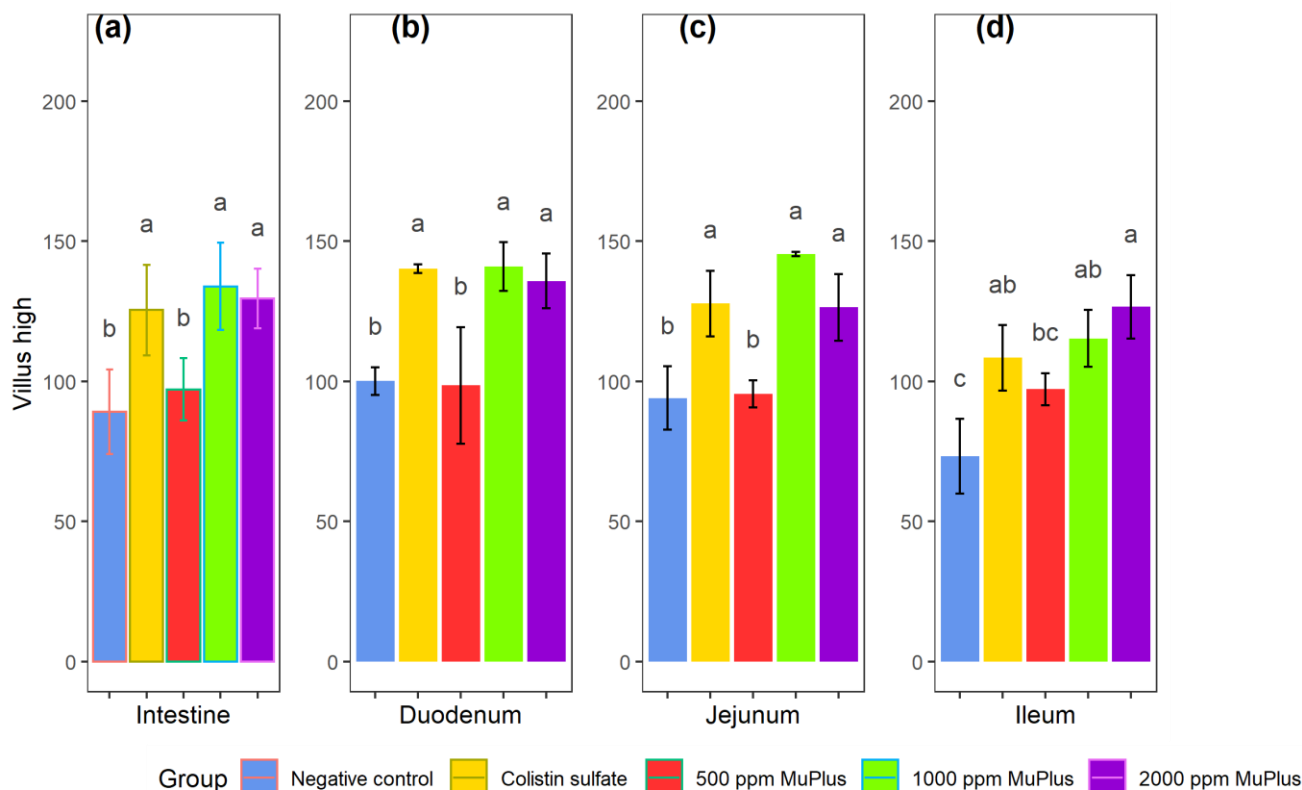 (a) (b) (c) (d)
Villus high
200 200 200 200
150 150 150 150
100 100 100 100
50 50 50 50
0 0 0 0
b a b a a
b a b a a
b a b a a
c ab bc ab a
Intestine Duodenum Jejunum Ileum
Group Negative control Colistin sulfate 500 ppm MuPlus 1000 ppm MuPlus 2000 ppm MuPlus